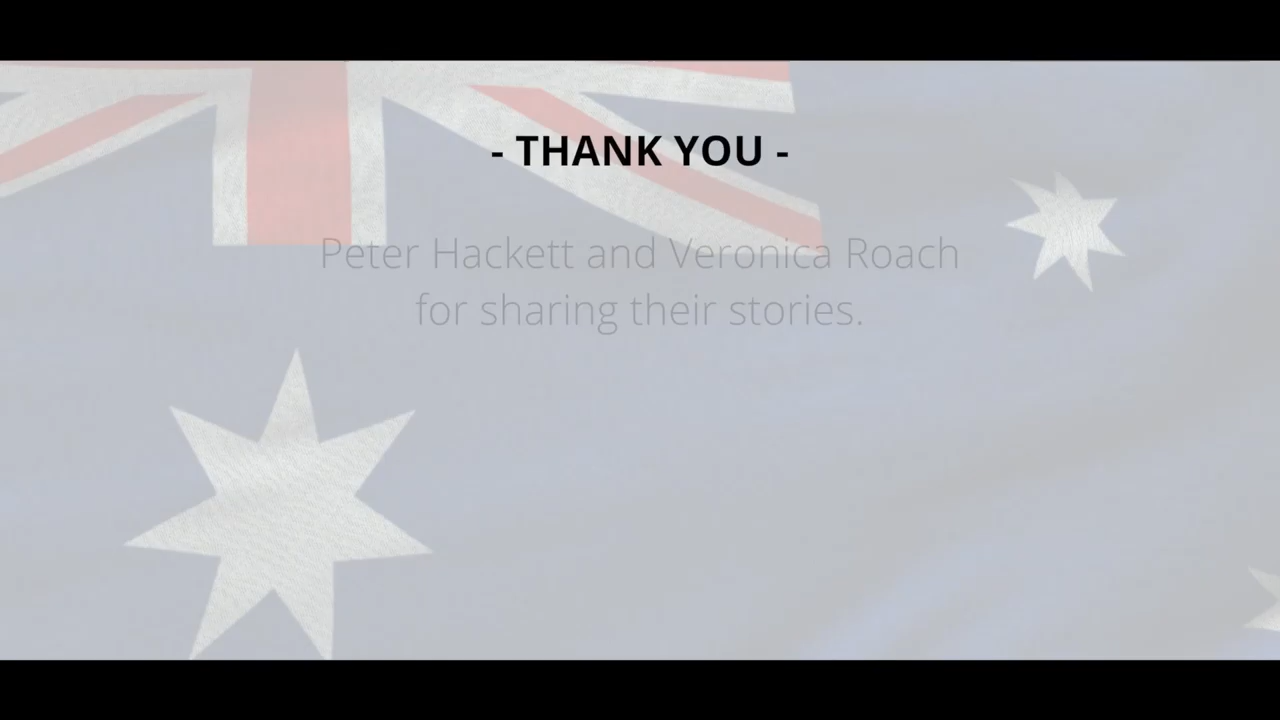 - THANK YOU -
Peter Hackett and Veronica Roach
for sharing their stories.